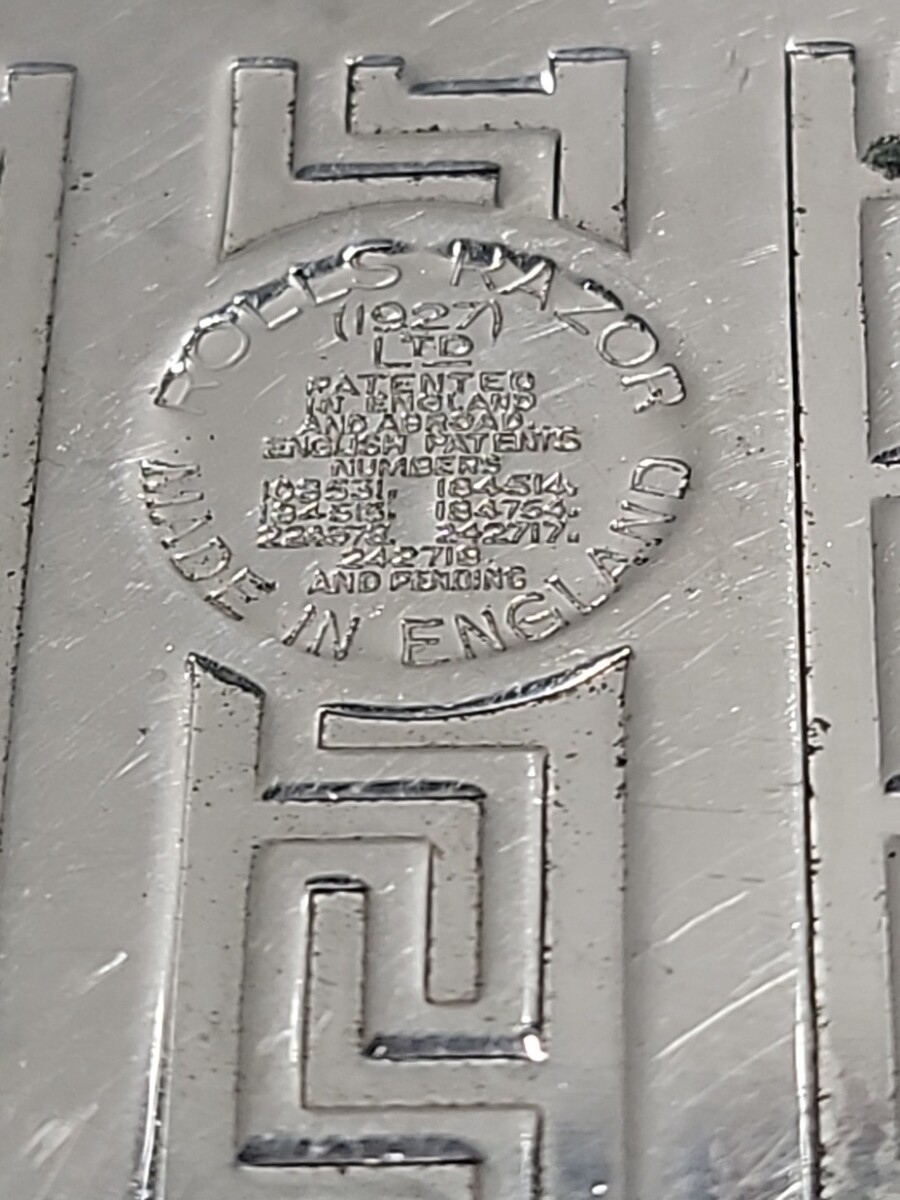 ROLLS RAZOR
(1927)
LTD
PATENTED
IN ENGLAND
AND ABROAD.
ENGLISH PATENTS
NUMBERS
184514.
184754.
242717.
242718.
AND PENDING
MADE IN ENGLAND